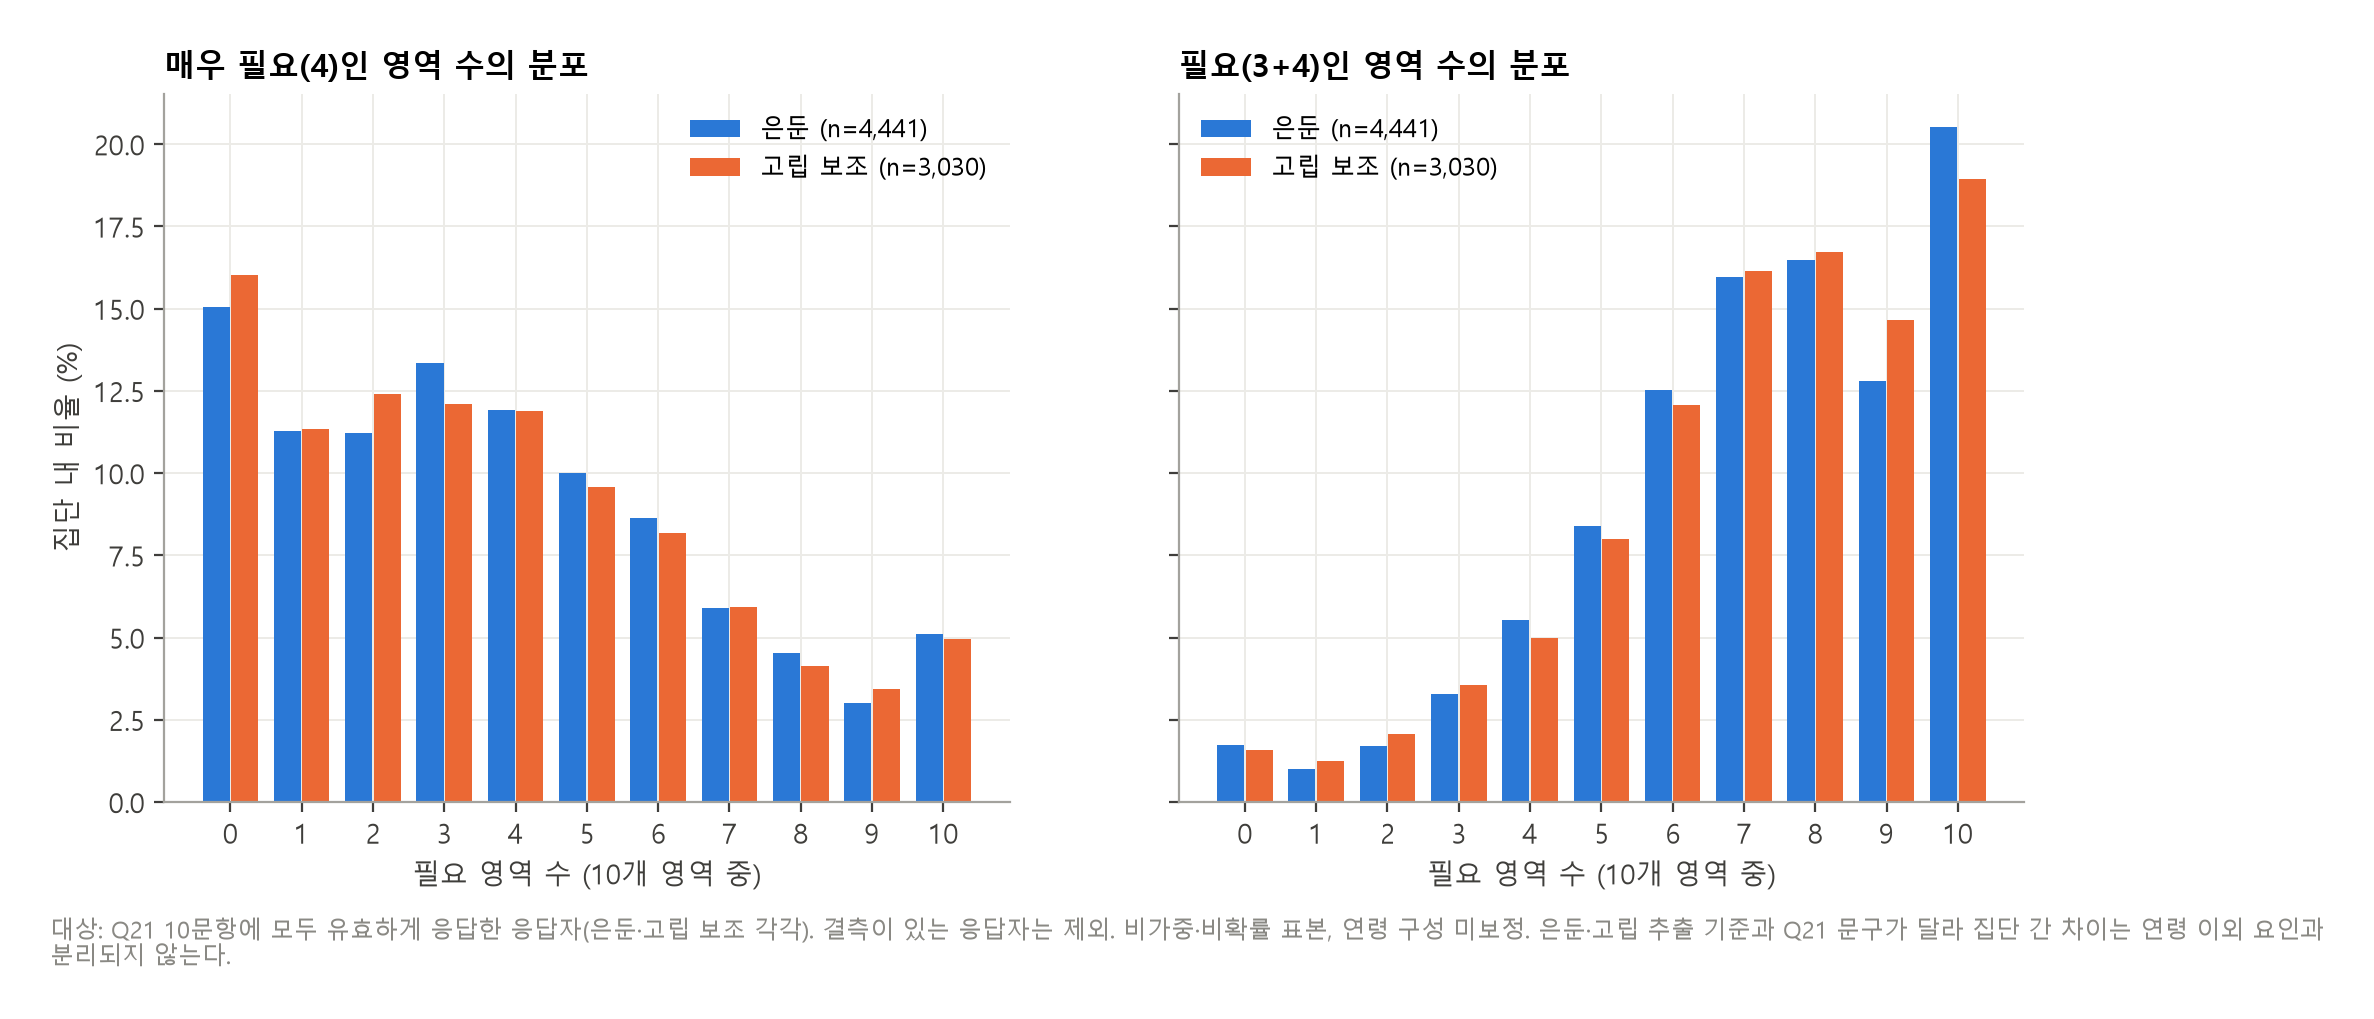 매우 필요(4)인 영역 수의 분포
은둔 (n=4,441)
고립 보조 (n=3,030)
집단 내 비율 (%)
20.0
17.5
15.0
12.5
10.0
7.5
5.0
2.5
0.0
0 1 2 3 4 5 6 7 8 9 10
필요 영역 수 (10개 영역 중)
필요(3+4)인 영역 수의 분포
은둔 (n=4,441)
고립 보조 (n=3,030)
0 1 2 3 4 5 6 7 8 9 10
필요 영역 수 (10개 영역 중)
대상: Q21 10문항에 모두 유효하게 응답한 응답자(은둔·고립 보조 각각). 결측이 있는 응답자는 제외. 비가중·비확률 표본, 연령 구성 미보정. 은둔·고립 추출 기준과 Q21 문구가 달라 집단 간 차이는 연령 이외 요인과
분리되지 않는다.